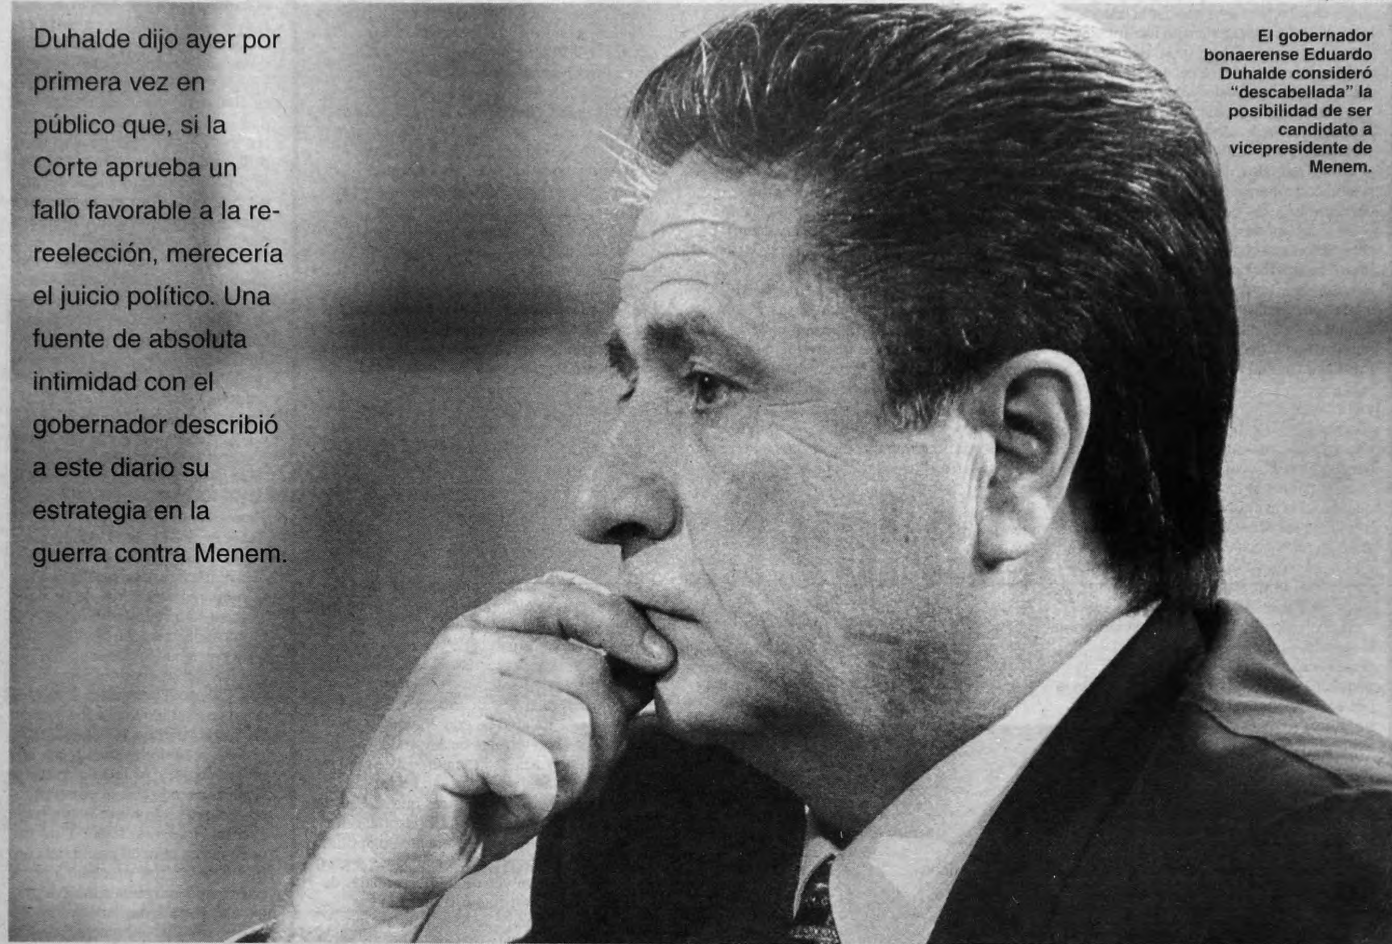 Duhalde dijo ayer por
primera vez en
público que, si la
Corte aprueba un
fallo favorable a la re-
reelección, merecería
el juicio político. Una
fuente de absoluta
intimidad con el
gobernador describió
a este diario su
estrategia en la
guerra contra Menem.
El gobernador
bonaerense Eduardo
Duhalde consideró
“descabellada” la
posibilidad de ser
candidato a
vicepresidente de
Menem.